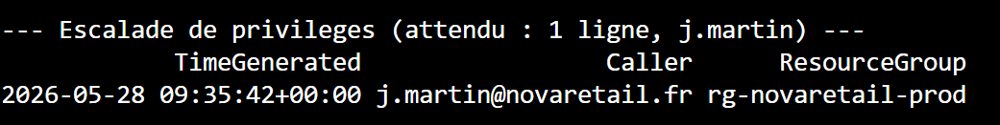 --- Escalade de privileges (attendu : 1 ligne, j.martin) ---
TimeGenerated Caller ResourceGroup
2026-05-28 09:35:42+00:00 j.martin@novaretail.fr rg-novaretail-prod